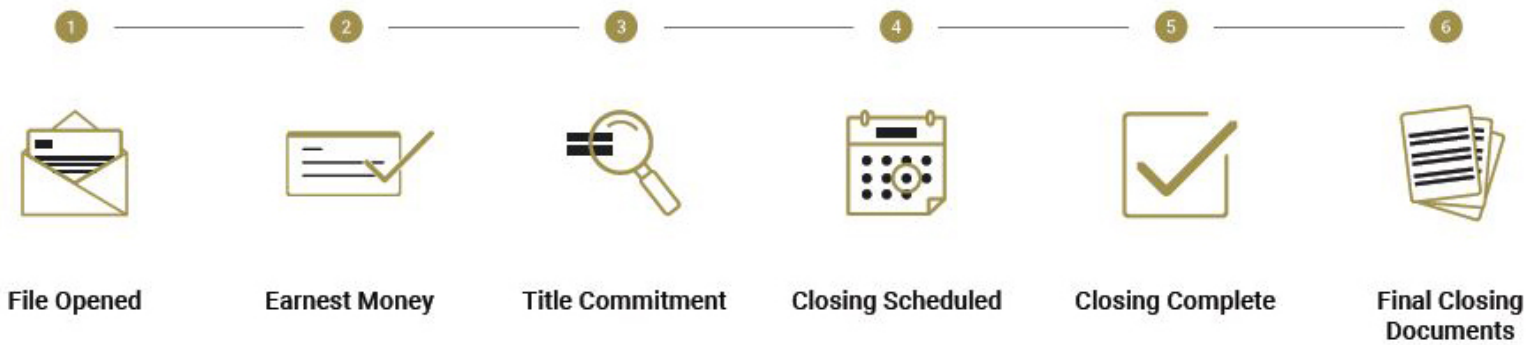 1 2 3 4 5 6
File Opened
Earnest Money
Title Commitment
Closing Scheduled
Closing Complete
Final Closing
Documents